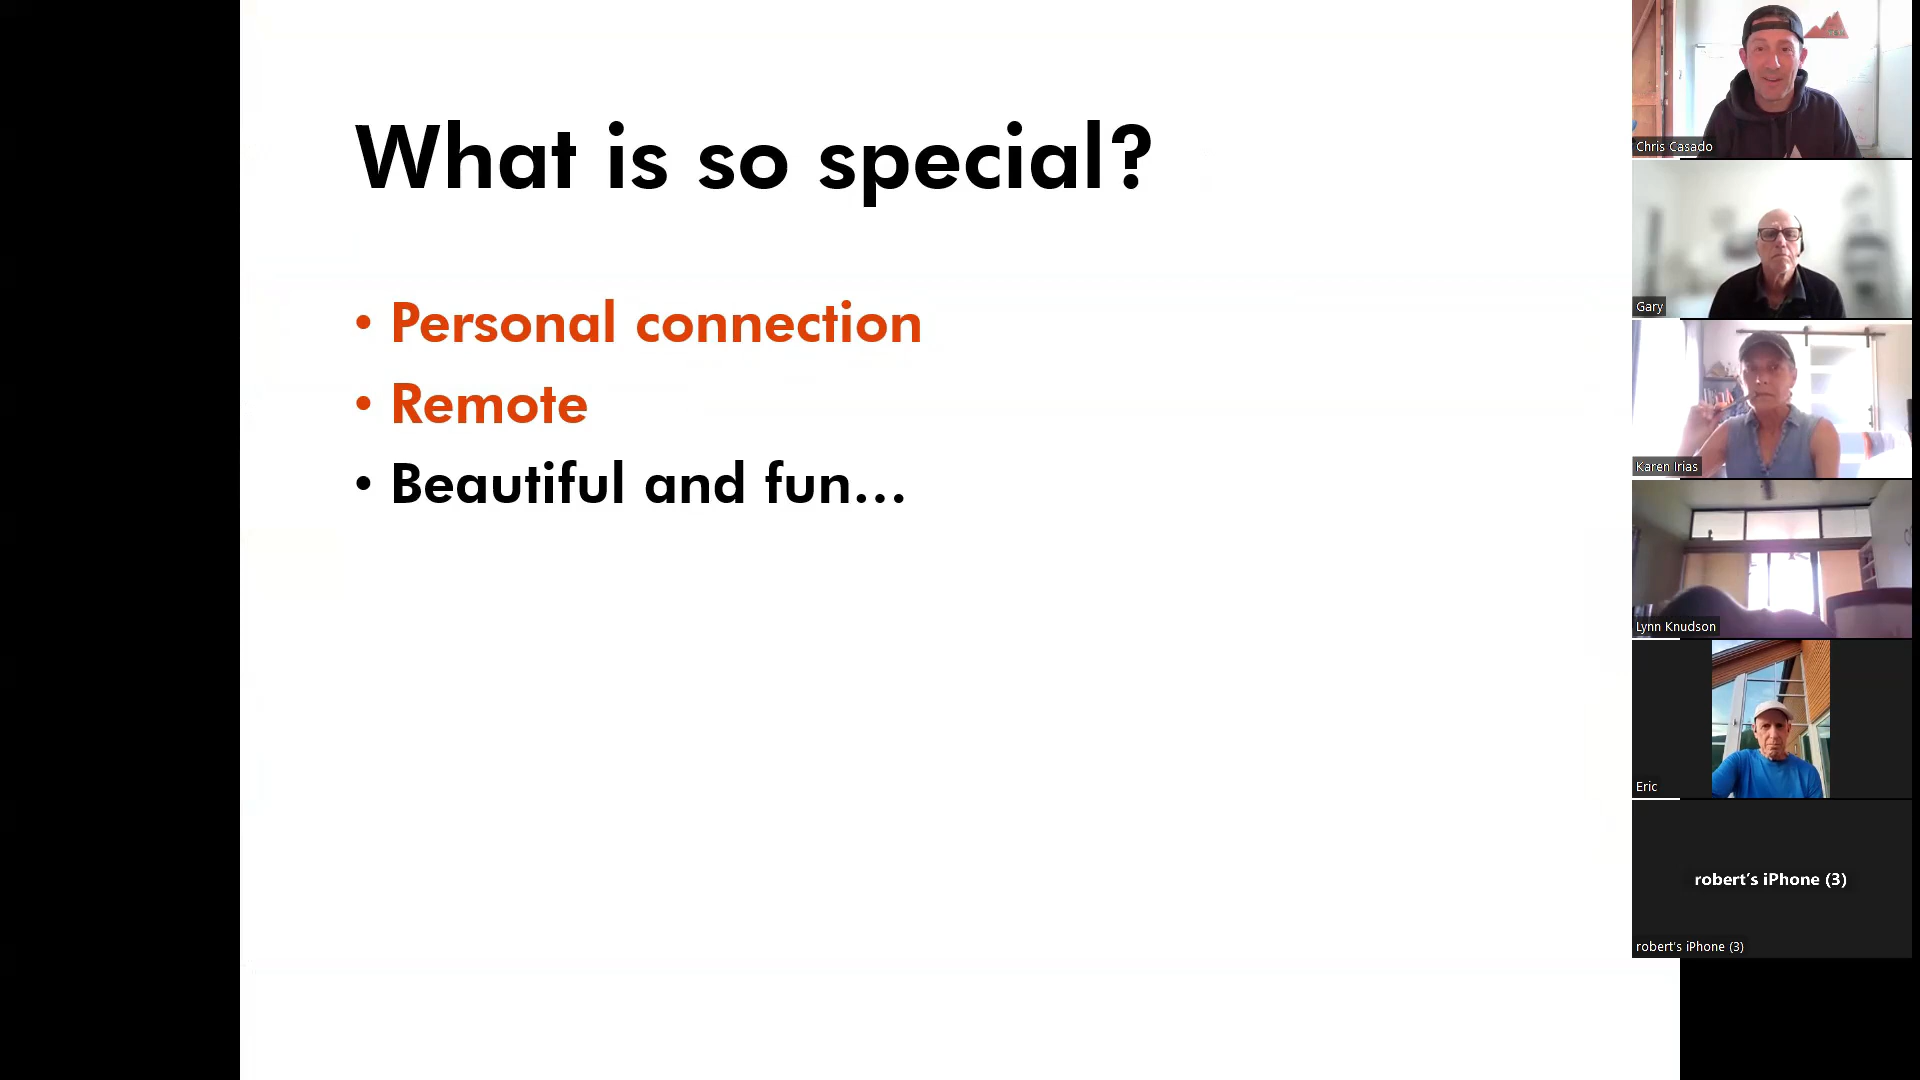 What is so special?
• Personal connection
• Remote
• Beautiful and fun...
Chris Casado
Gary
Karen Irias
Lynn Knudson
Eric
robert's iPhone (3)
robert's iPhone (3)